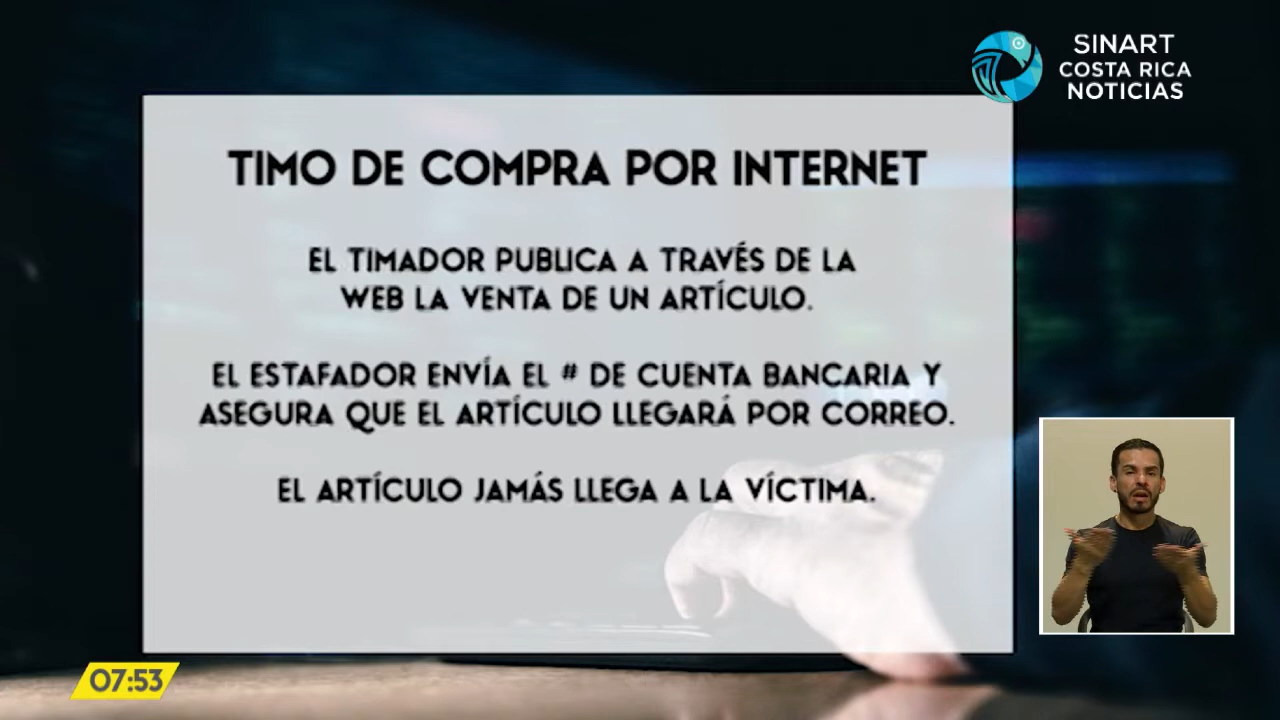 SINART
COSTA RICA
NOTICIAS
TIMO DE COMPRA POR INTERNET
EL TIMADOR PUBLICA A TRAVÉS DE LA
WEB LA VENTA DE UN ARTÍCULO.
EL ESTAFADOR ENVÍA EL # DE CUENTA BANCARIA Y
ASEGURA QUE EL ARTÍCULO LLEGARÁ POR CORREO.
EL ARTÍCULO JAMÁS LLEGA A LA VÍCTIMA.
07:53